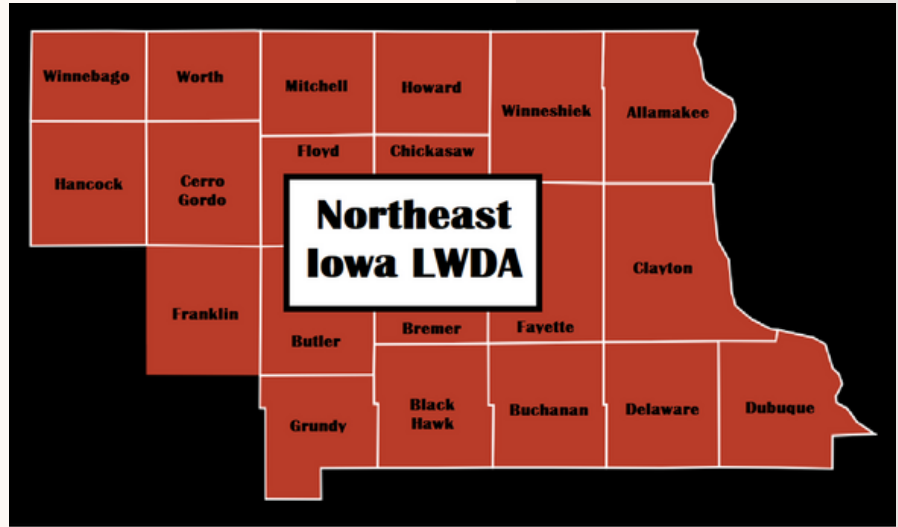 Winnebago
Worth
Mitchell
Howard
Winneshiek
Allamakee
Floyd
Chickasaw
Hancock
Cerro
Gordo
Northeast
Iowa LWDA
Clayton
Franklin
Butler
Bremer
Fayette
Grundy
Black
Hawk
Buchanan
Delaware
Dubuque